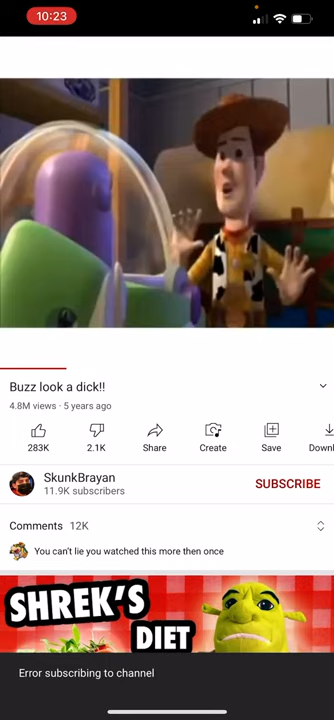 10:23
Buzz look a dick!!
4.8M views · 5 years ago
283K
2.1K
Share
Create
Save
Downl
SkunkBrayan
11.9K subscribers
SUBSCRIBE
Comments 12K
You can't lie you watched this more then once
SHREK'S
DIET
Error subscribing to channel